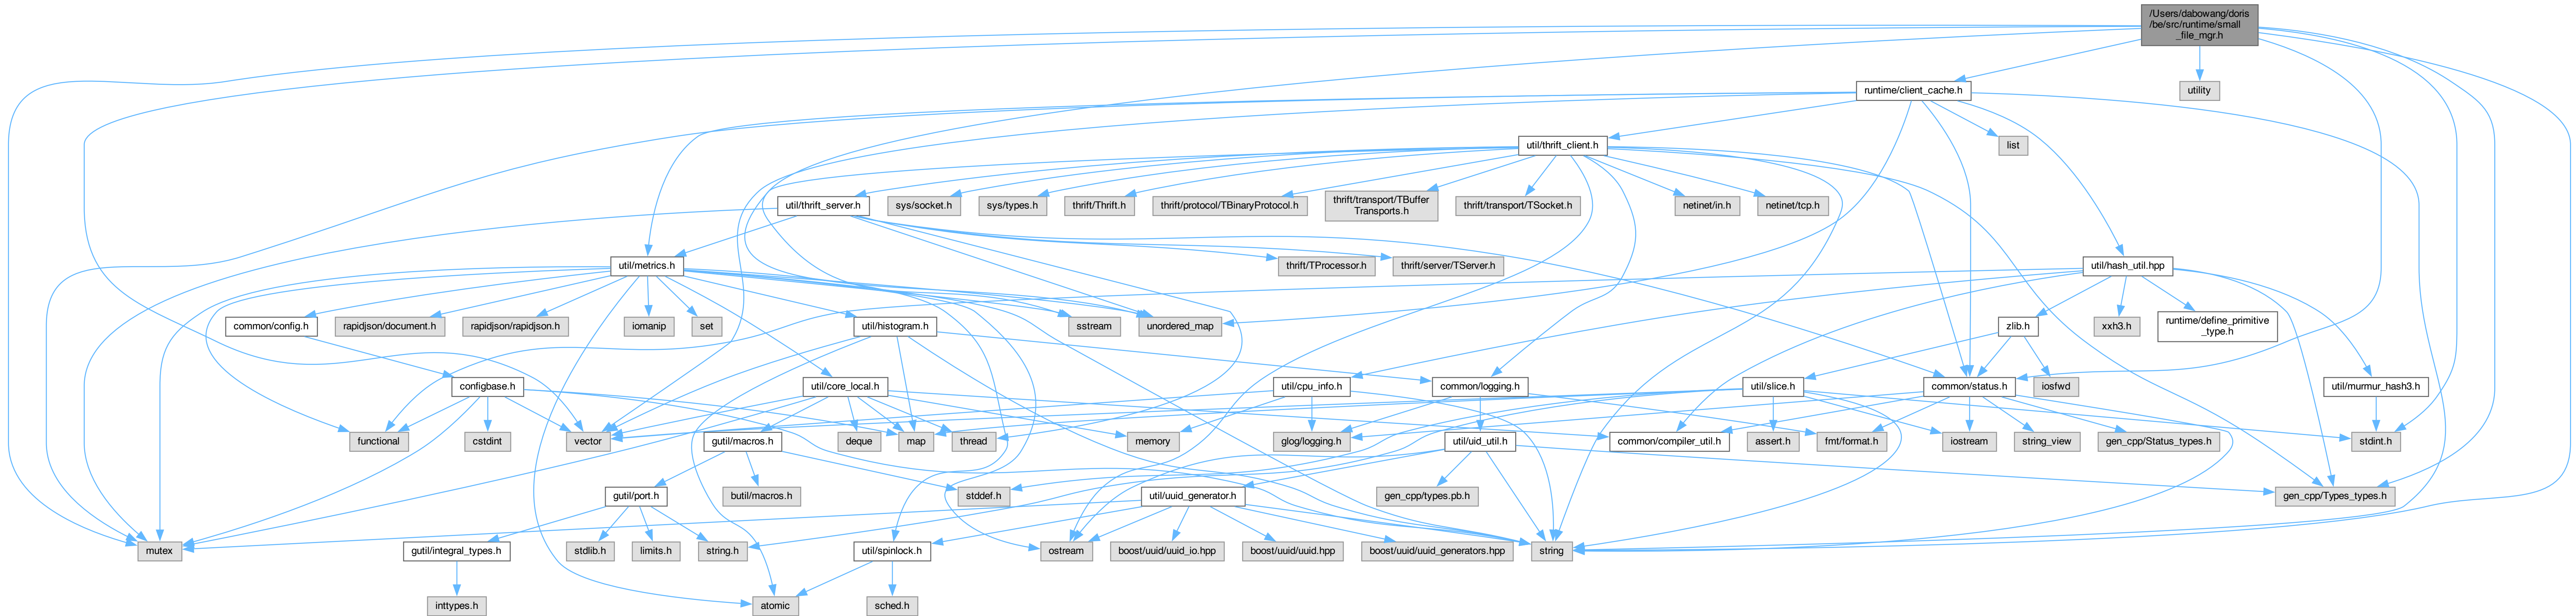 /Users/dabowang/doris
/be/src/runtime/small
_file_mgr.h
runtime/client_cache.h
utility
util/thrift_client.h
list
util/thrift_server.h
sys/socket.h
sys/types.h
thrift/Thrift.h
thrift/protocol/TBinaryProtocol.h
thrift/transport/TBuffer
Transports.h
thrift/transport/TSocket.h
netinet/in.h
netinet/tcp.h
util/metrics.h
thrift/TProcessor.h
thrift/server/TServer.h
util/hash_util.hpp
common/config.h
rapidjson/document.h
rapidjson/rapidjson.h
iomanip
set
util/histogram.h
sstream
unordered_map
zlib.h
xxh3.h
runtime/define_primitive
_type.h
configbase.h
util/core_local.h
util/cpu_info.h
common/logging.h
util/slice.h
common/status.h
iosfwd
util/murmur_hash3.h
functional
cstdint
vector
gutil/macros.h
deque
map
thread
memory
common/compiler_util.h
glog/logging.h
util/uid_util.h
assert.h
fmt/format.h
iostream
string_view
gen_cpp/Status_types.h
stdint.h
gutil/port.h
butil/macros.h
stddef.h
util/uuid_generator.h
gen_cpp/types.pb.h
gen_cpp/Types_types.h
mutex
gutil/integral_types.h
stdlib.h
limits.h
string.h
util/spinlock.h
ostream
boost/uuid/uuid_io.hpp
boost/uuid/uuid.hpp
boost/uuid/uuid_generators.hpp
string
inttypes.h
atomic
sched.h